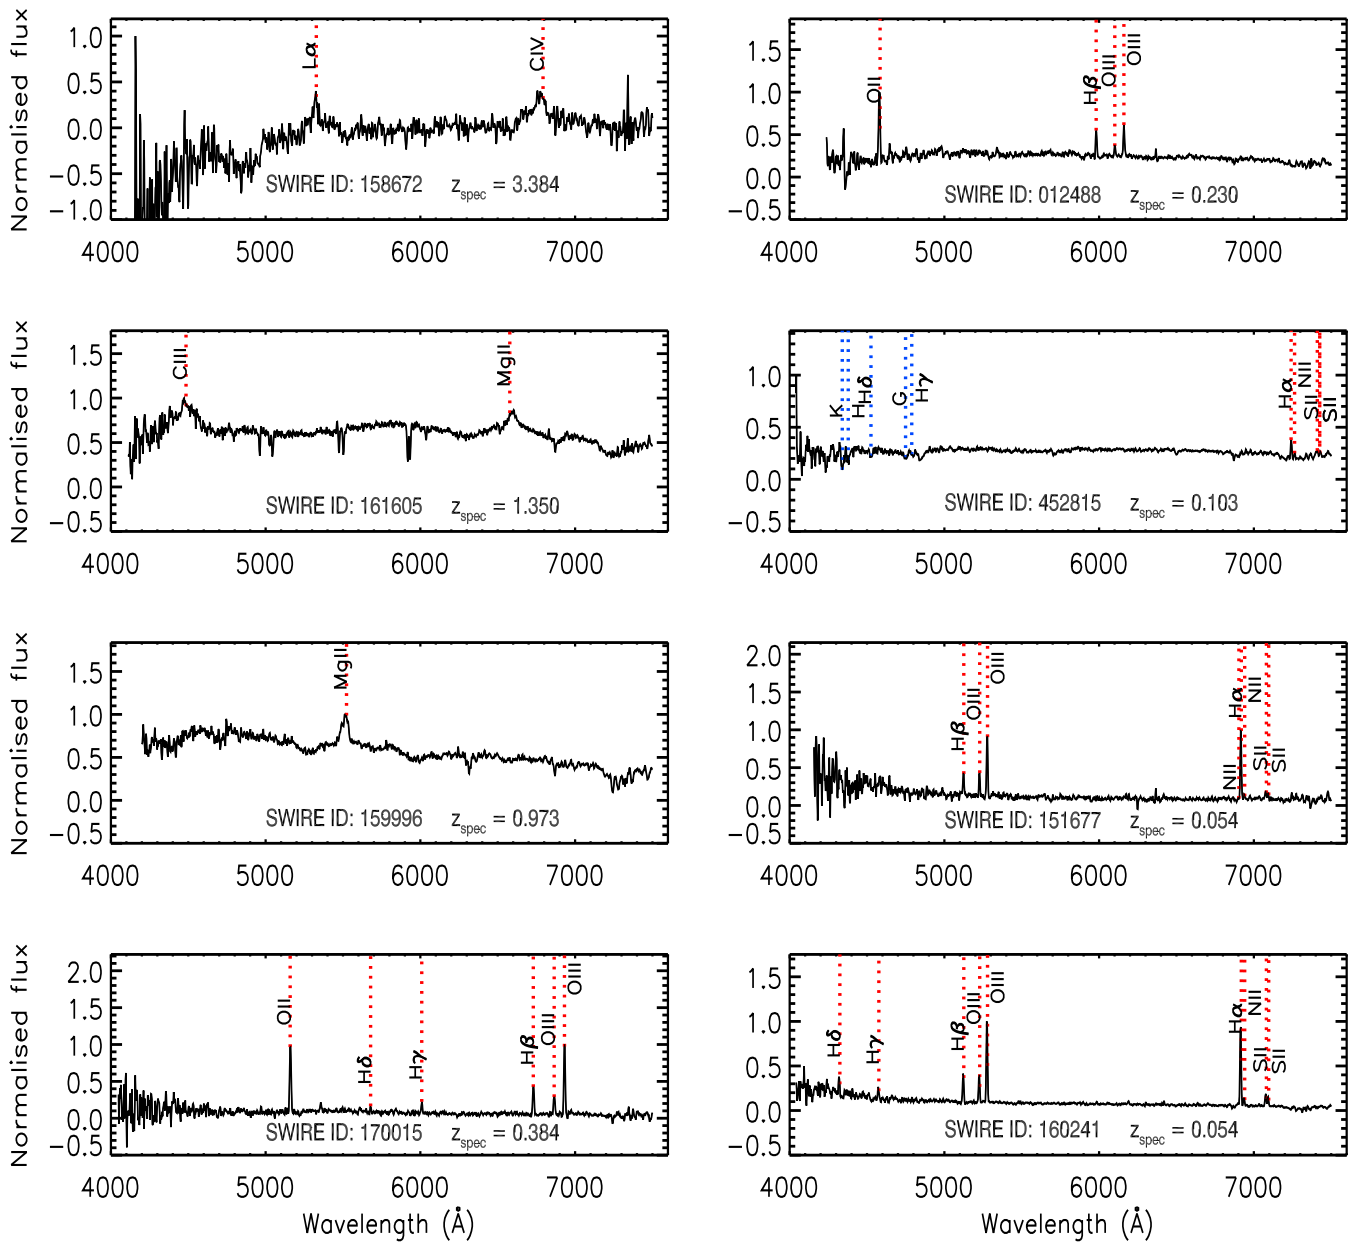 Normalised flux
1.0
0.5
0.0
−0.5
−1.0
Lα
CIV
SWIRE ID: 158672 zspec = 3.384
4000 5000 6000 7000
1.5
1.0
0.5
0.0
−0.5
OII
Hβ
OIII
OIII
SWIRE ID: 012488 zspec = 0.230
4000 5000 6000 7000
Normalised flux
1.5
1.0
0.5
0.0
−0.5
CIII
MgII
SWIRE ID: 161605 zspec = 1.350
4000 5000 6000 7000
1.0
0.5
0.0
−0.5
K
H
Hδ
G
Hγ
Hα
NII
SII
SII
SWIRE ID: 452815 zspec = 0.103
4000 5000 6000 7000
Normalised flux
1.5
1.0
0.5
0.0
−0.5
MgII
SWIRE ID: 159996 zspec = 0.973
4000 5000 6000 7000
2.0
1.5
1.0
0.5
0.0
−0.5
Hβ
OIII
OIII
NII
Hα
NII
SII
SII
SWIRE ID: 151677 zspec = 0.054
4000 5000 6000 7000
Normalised flux
2.0
1.5
1.0
0.5
0.0
−0.5
OII
Hδ
Hγ
Hβ
OIII
OIII
SWIRE ID: 170015 zspec = 0.384
4000 5000 6000 7000
Wavelength (Å)
1.5
1.0
0.5
0.0
−0.5
Hδ
Hγ
Hβ
OIII
OIII
Hα
NII
SII
SII
SWIRE ID: 160241 zspec = 0.054
4000 5000 6000 7000
Wavelength (Å)